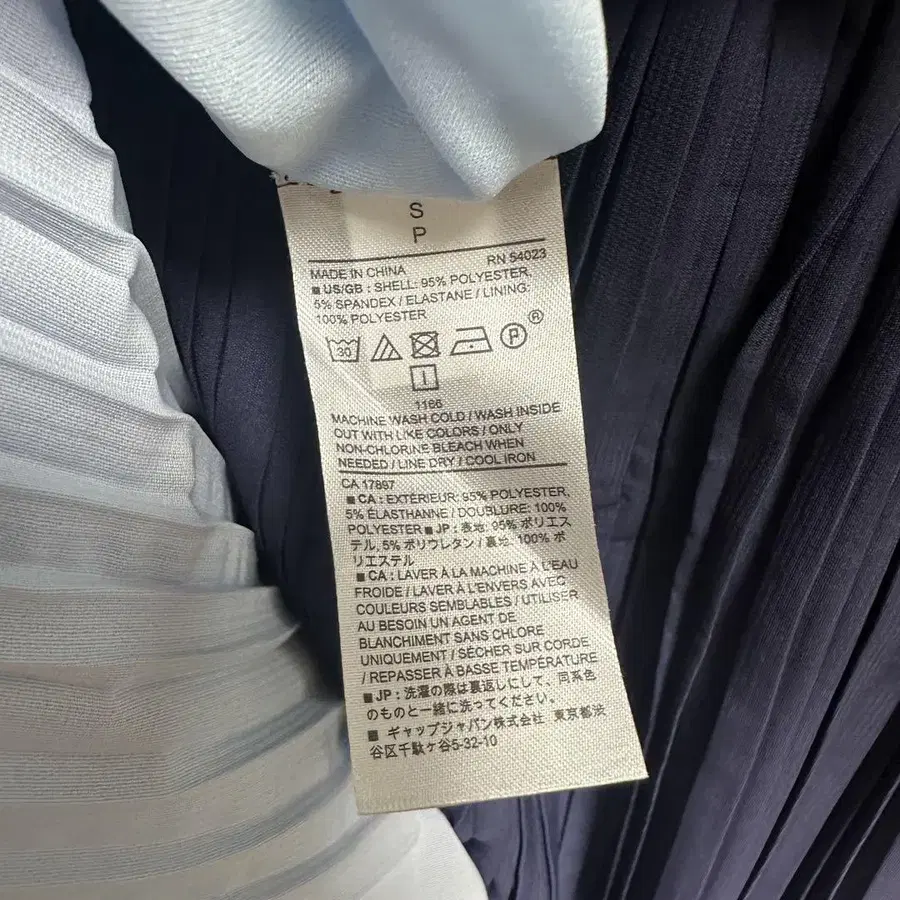 S
P
MADE IN CHINA RN 54023
■ US/GB : SHELL: 95% POLYESTER,
5% SPANDEX / ELASTANE / LINING:
100% POLYESTER
30 P ®
1166
MACHINE WASH COLD / WASH INSIDE
OUT WITH LIKE COLORS / ONLY
NON-CHLORINE BLEACH WHEN
NEEDED / LINE DRY / COOL IRON
CA 17897
■ CA : EXTÉRIEUR: 95% POLYESTER,
5% ÉLASTHANNE / DOUBLURE: 100%
POLYESTER ■ JP : 表地: 95% ポリエス
テル, 5% ポリウレタン / 裏地: 100% ポ
リエステル
■ CA : LAVER À LA MACHINE À L'EAU
FROIDE / LAVER À L'ENVERS AVEC
COULEURS SEMBLABLES / UTILISER
AU BESOIN UN AGENT DE
BLANCHIMENT SANS CHLORE
UNIQUEMENT / SÉCHER SUR CORDE
/ REPASSER À BASSE TEMPÉRATURE
■ JP : 洗濯の際は裏返しにして、同系色
のものと一緒に洗ってください。
■ ギャップジャパン株式会社 東京都渋
谷区千駄ケ谷5-32-10